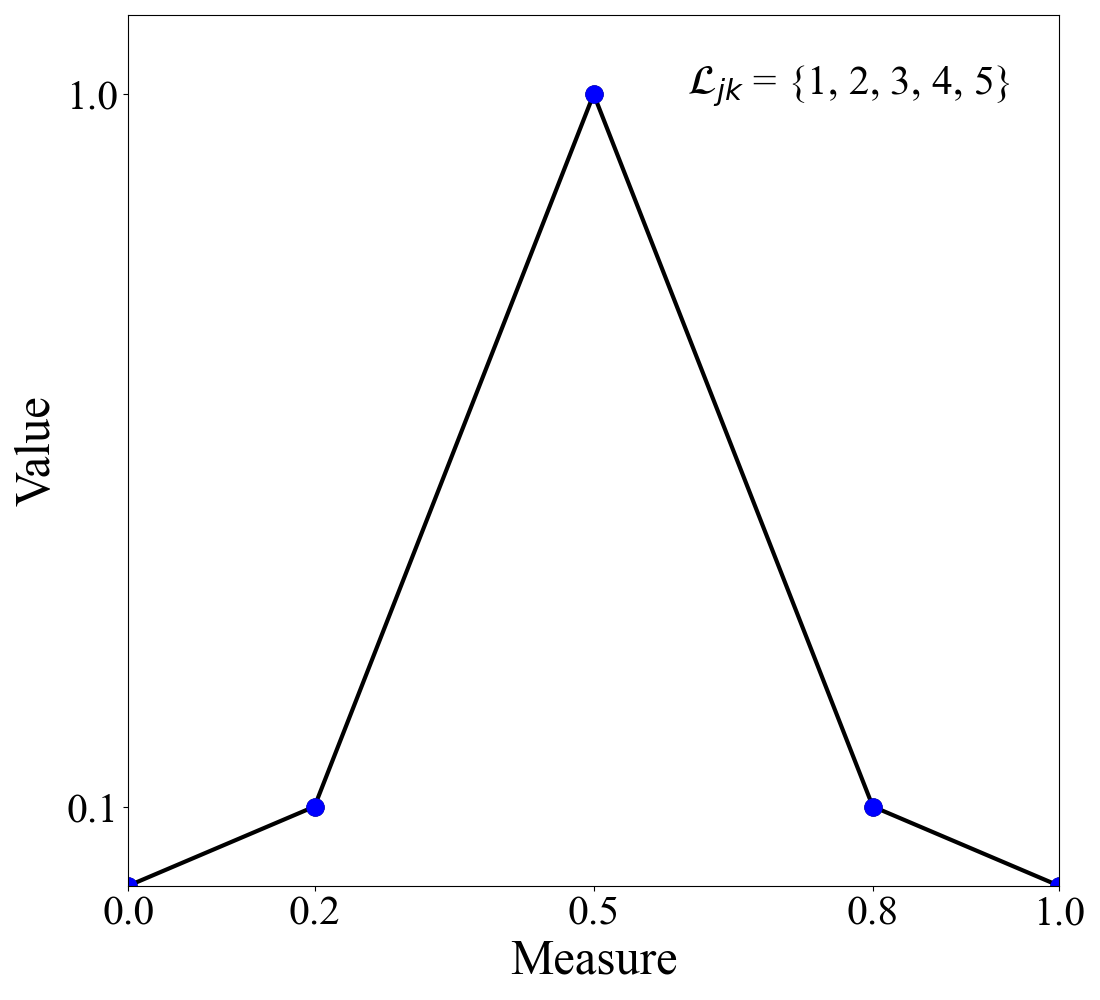 ℒjk = {1, 2, 3, 4, 5}
1.0
0.1
Value
0.0 0.2 0.5 0.8 1.0
Measure